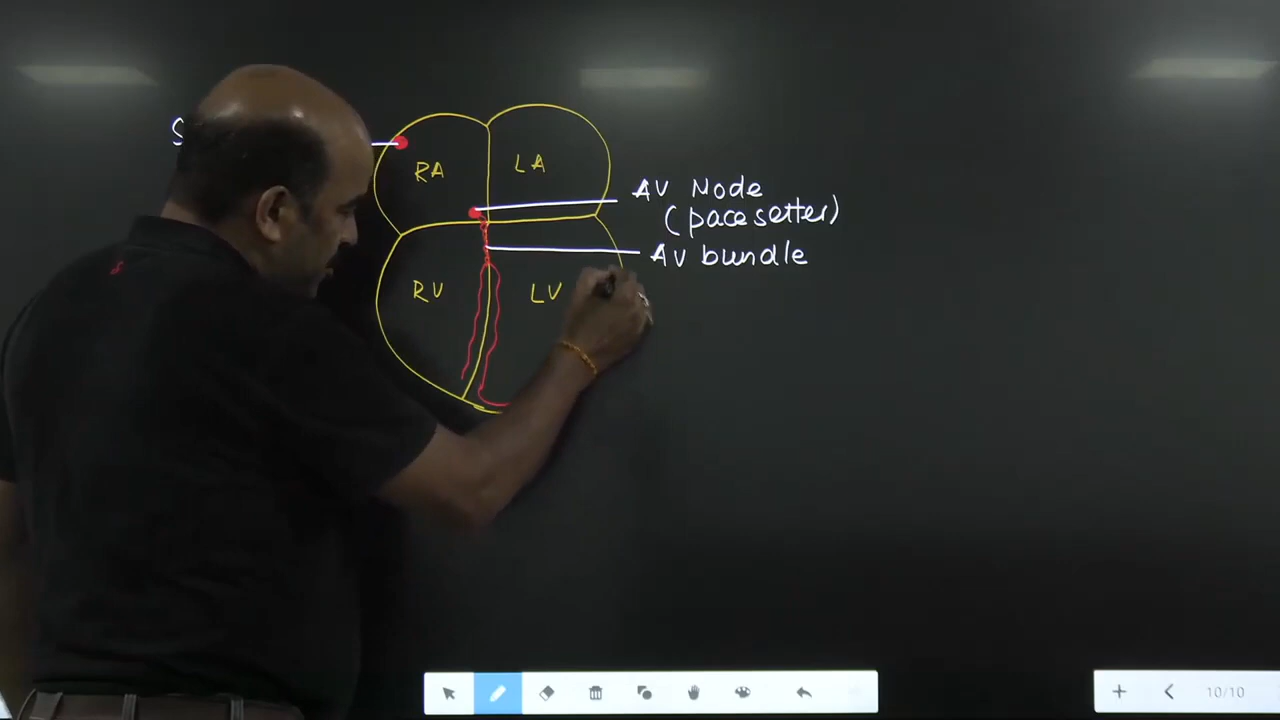 RA
LA
AV Node
(pacesetter)
AV bundle
RV
LV
10/10